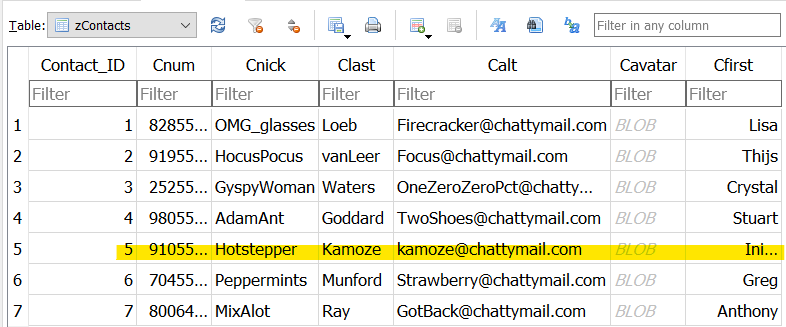 Table: zContacts Filter in any column
Contact_ID Cnum Cnick Clast Calt Cavatar Cfirst
Filter Filter Filter Filter Filter Filter Filter
1 1 82855... OMG_glasses Loeb Firecracker@chattymail.com BLOB Lisa
2 2 91955... HocusPocus vanLeer Focus@chattymail.com BLOB Thijs
3 3 25255... GyspyWoman Waters OneZeroZeroPct@chatty... BLOB Crystal
4 4 98055... AdamAnt Goddard TwoShoes@chattymail.com BLOB Stuart
5 5 91055... Hotstepper Kamoze kamoze@chattymail.com BLOB Ini...
6 6 70455... Peppermints Munford Strawberry@chattymail.com BLOB Greg
7 7 80064... MixAlot Ray GotBack@chattymail.com BLOB Anthony